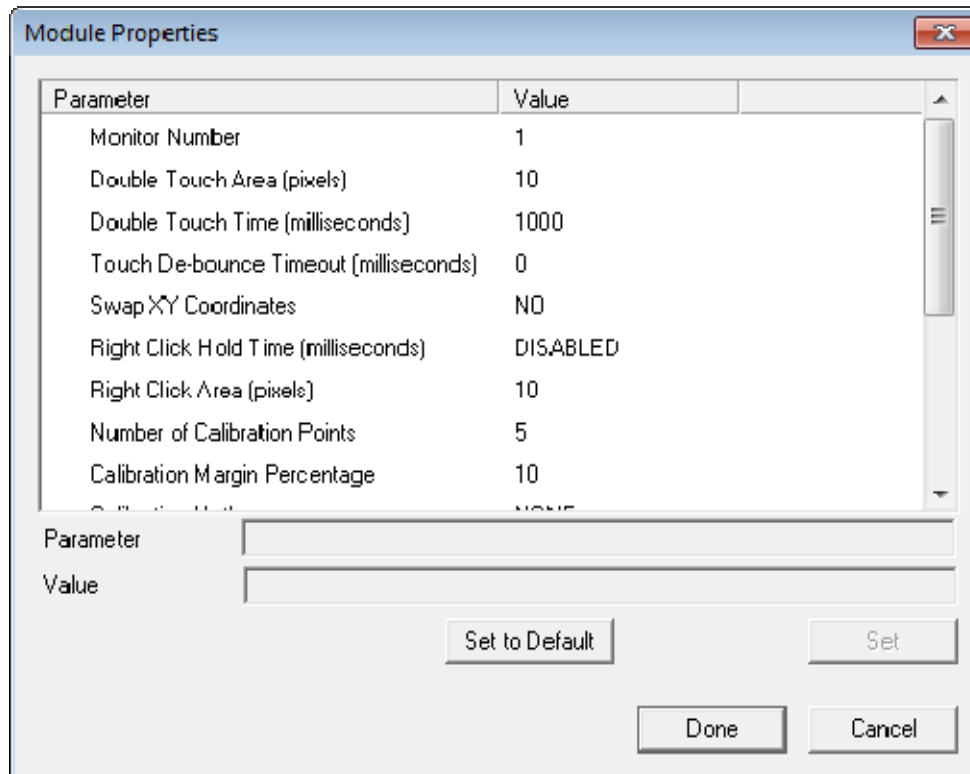 Module Properties
Parameter Value
Monitor Number 1
Double Touch Area (pixels) 10
Double Touch Time (milliseconds) 1000
Touch De-bounce Timeout (milliseconds) 0
Swap XY Coordinates NO
Right Click Hold Time (milliseconds) DISABLED
Right Click Area (pixels) 10
Number of Calibration Points 5
Calibration Margin Percentage 10
Parameter
Value
Set to Default Set
Done Cancel